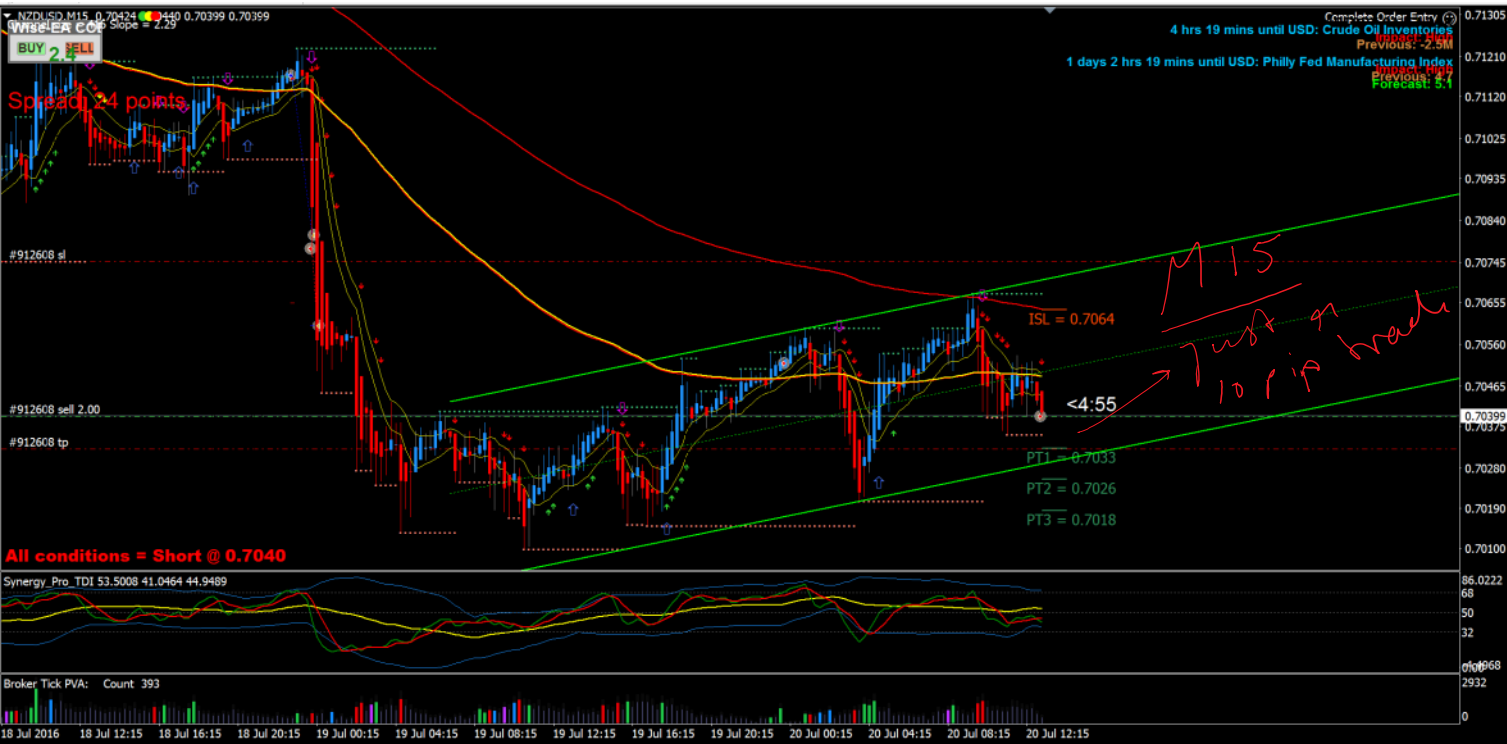 NZDUSD,M15 0.70424 0.70440 0.70399 0.70399
Slope = 2.29
Wise-EA
BUY 2.4 SELL
Spread 24 points
Complete Order Entry
4 hrs 19 mins until USD: Crude Oil Inventories
Impact: High
Previous: -2.5M
1 days 2 hrs 19 mins until USD: Philly Fed Manufacturing Index
Impact: High
Previous: 4.7
Forecast: 5.1
0.71305
0.71210
0.71120
0.71025
0.70935
0.70840
0.70745
0.70655
0.70560
0.70465
0.70399
0.70375
0.70280
0.70190
0.70100
#912608 sl
#912608 sell 2.00
#912608 tp
ISL = 0.7064
M 15
Just a
10 pip
<4:55
PT1 = 0.7033
PT2 = 0.7026
PT3 = 0.7018
All conditions = Short @ 0.7040
Synergy_Pro_TDI 53.5008 41.0464 44.9489
86.0222
68
50
32
Broker Tick PVA: Count 393
2932
0
18 Jul 2016 18 Jul 12:15 18 Jul 16:15 18 Jul 20:15 19 Jul 00:15 19 Jul 04:15 19 Jul 08:15 19 Jul 12:15 19 Jul 16:15 19 Jul 20:15 20 Jul 00:15 20 Jul 04:15 20 Jul 08:15 20 Jul 12:15